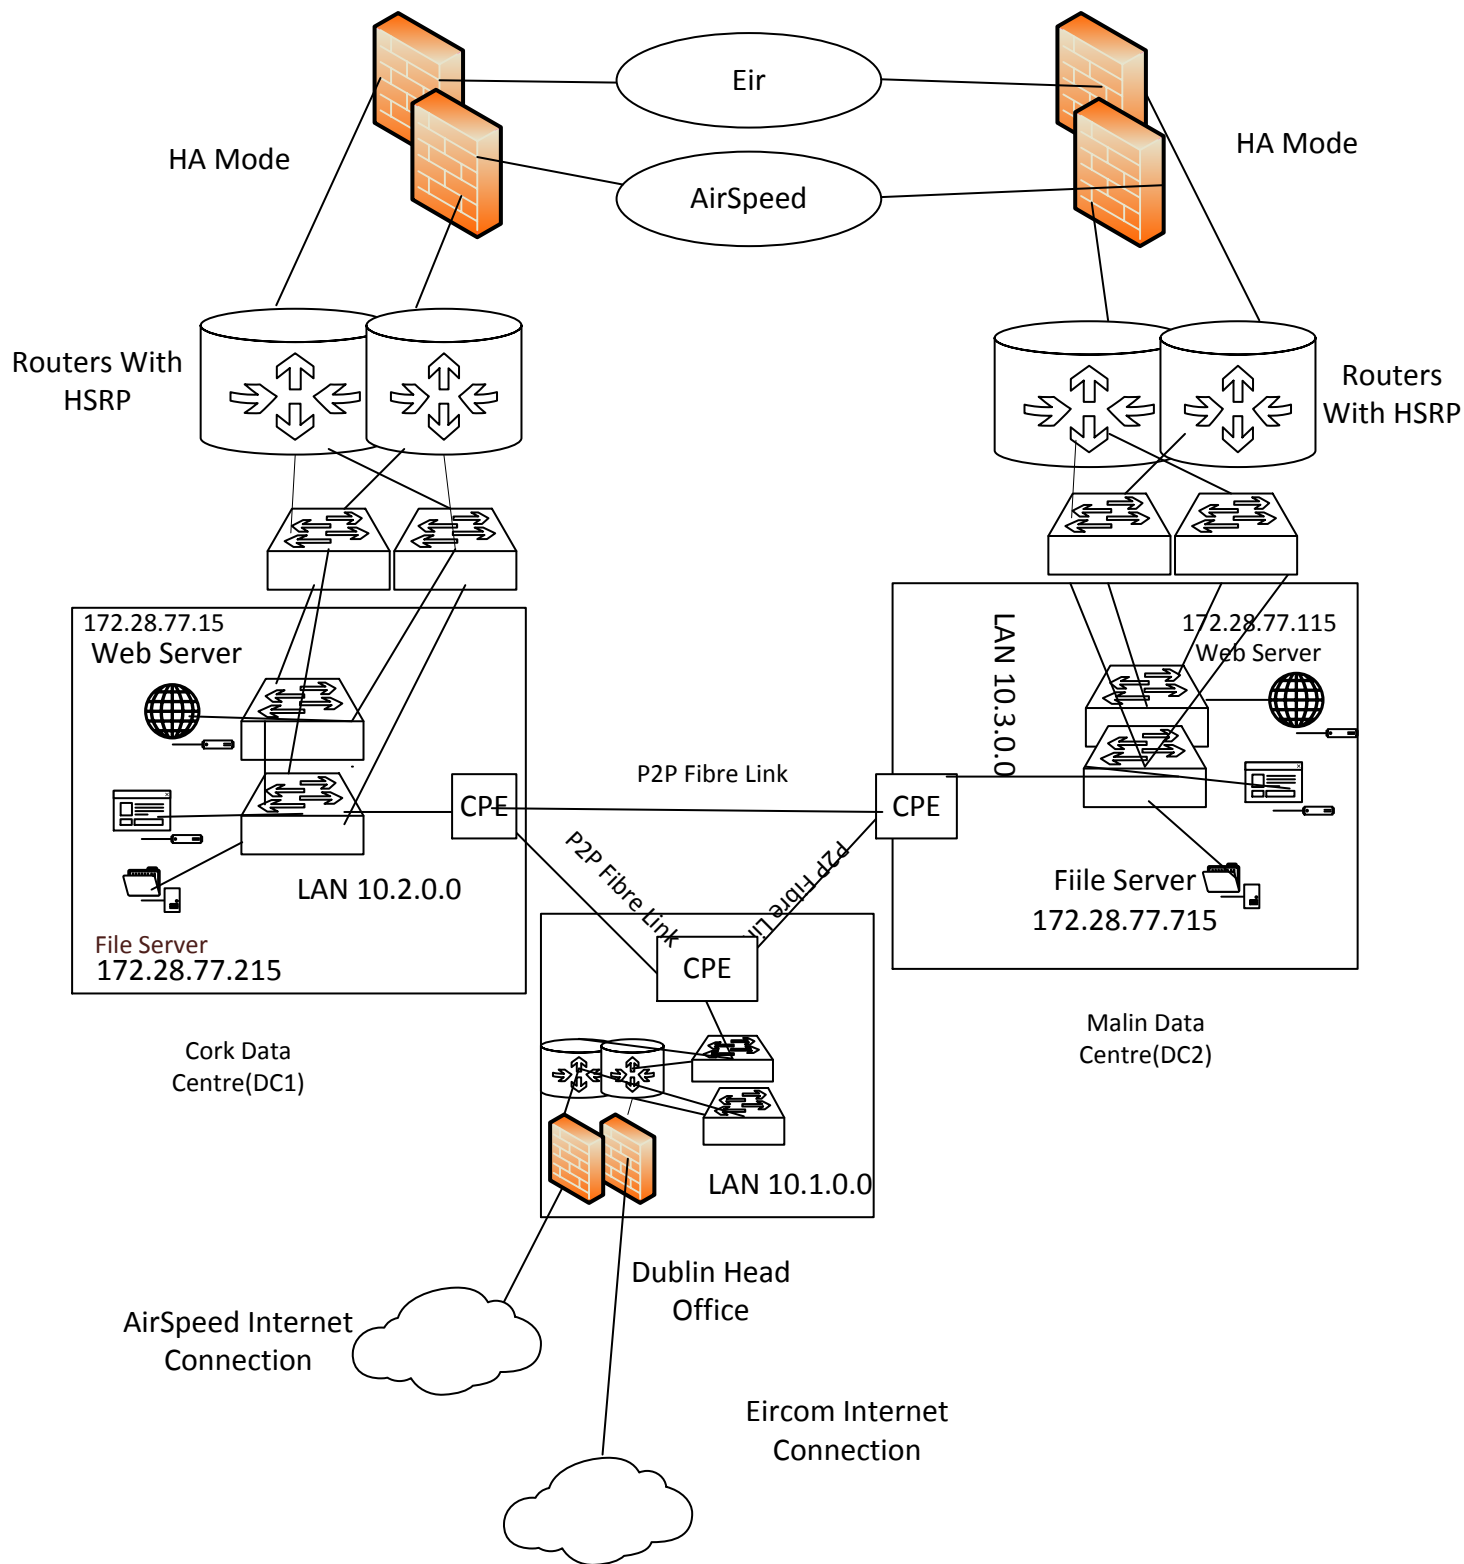 Eir
HA Mode
HA Mode
AirSpeed
Routers With
HSRP
Routers
With HSRP
172.28.77.15
Web Server
LAN 10.3.0.0
172.28.77.115
Web Server
P2P Fibre Link
CPE
CPE
P2P Fibre Link
P2P Fibre Lin
LAN 10.2.0.0
Fiile Server
172.28.77.715
File Server
172.28.77.215
CPE
Cork Data
Centre(DC1)
Malin Data
Centre(DC2)
LAN 10.1.0.0
Dublin Head
Office
AirSpeed Internet
Connection
Eircom Internet
Connection